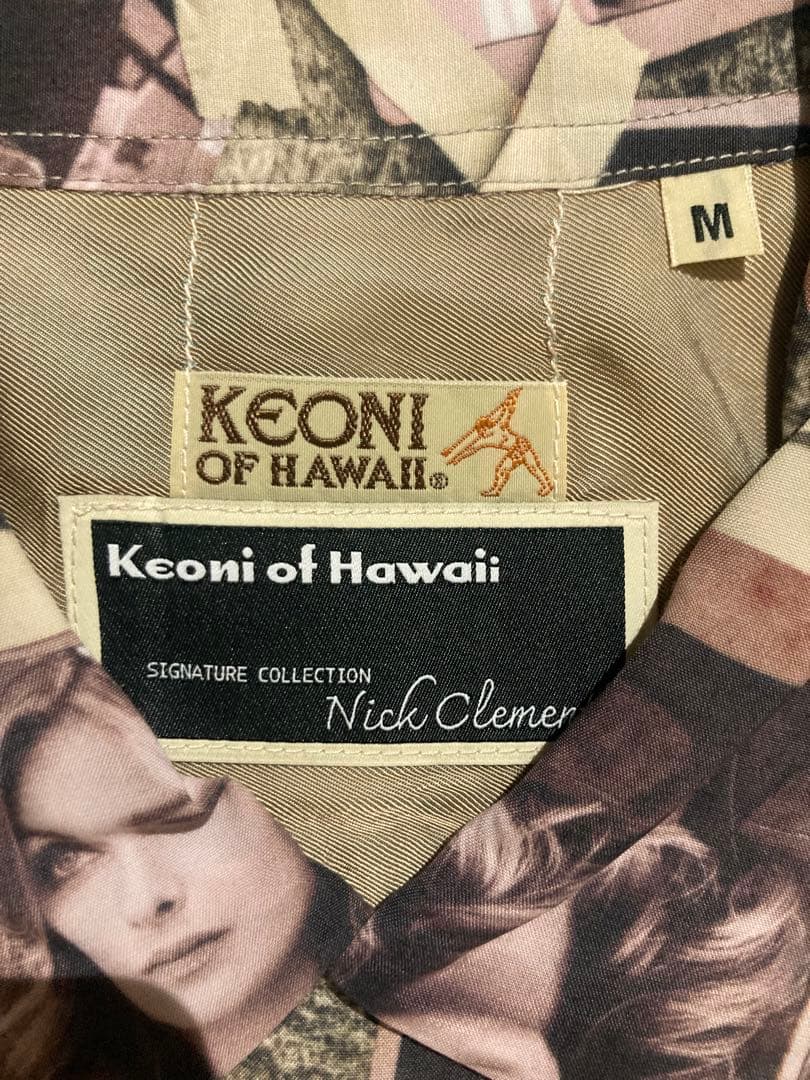 M
KEONI
OF HAWAII®
Keoni of Hawaii
SIGNATURE COLLECTION
Nick Clemen